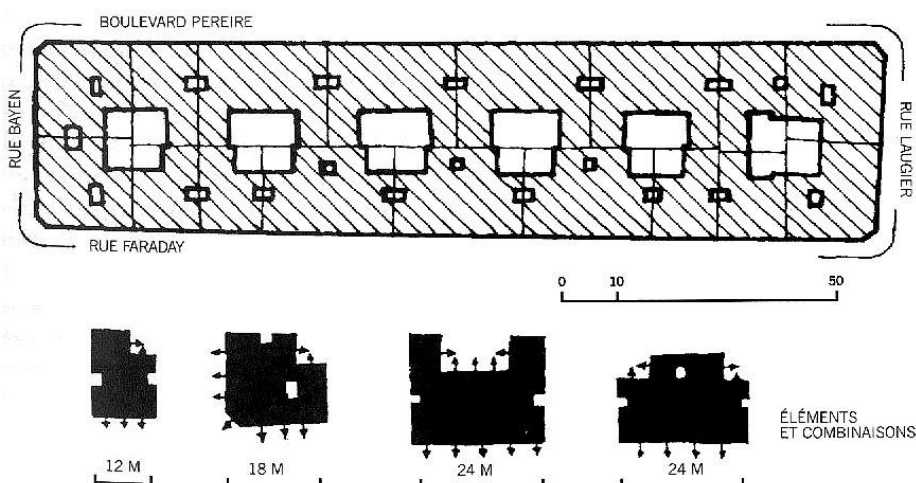 BOULEVARD PEREIRE
RUE BAYEN
RUE LAUGIER
RUE FARADAY
0 10 50
ÉLÉMENTS
ET COMBINAISONS
12 M 18 M 24 M 24 M